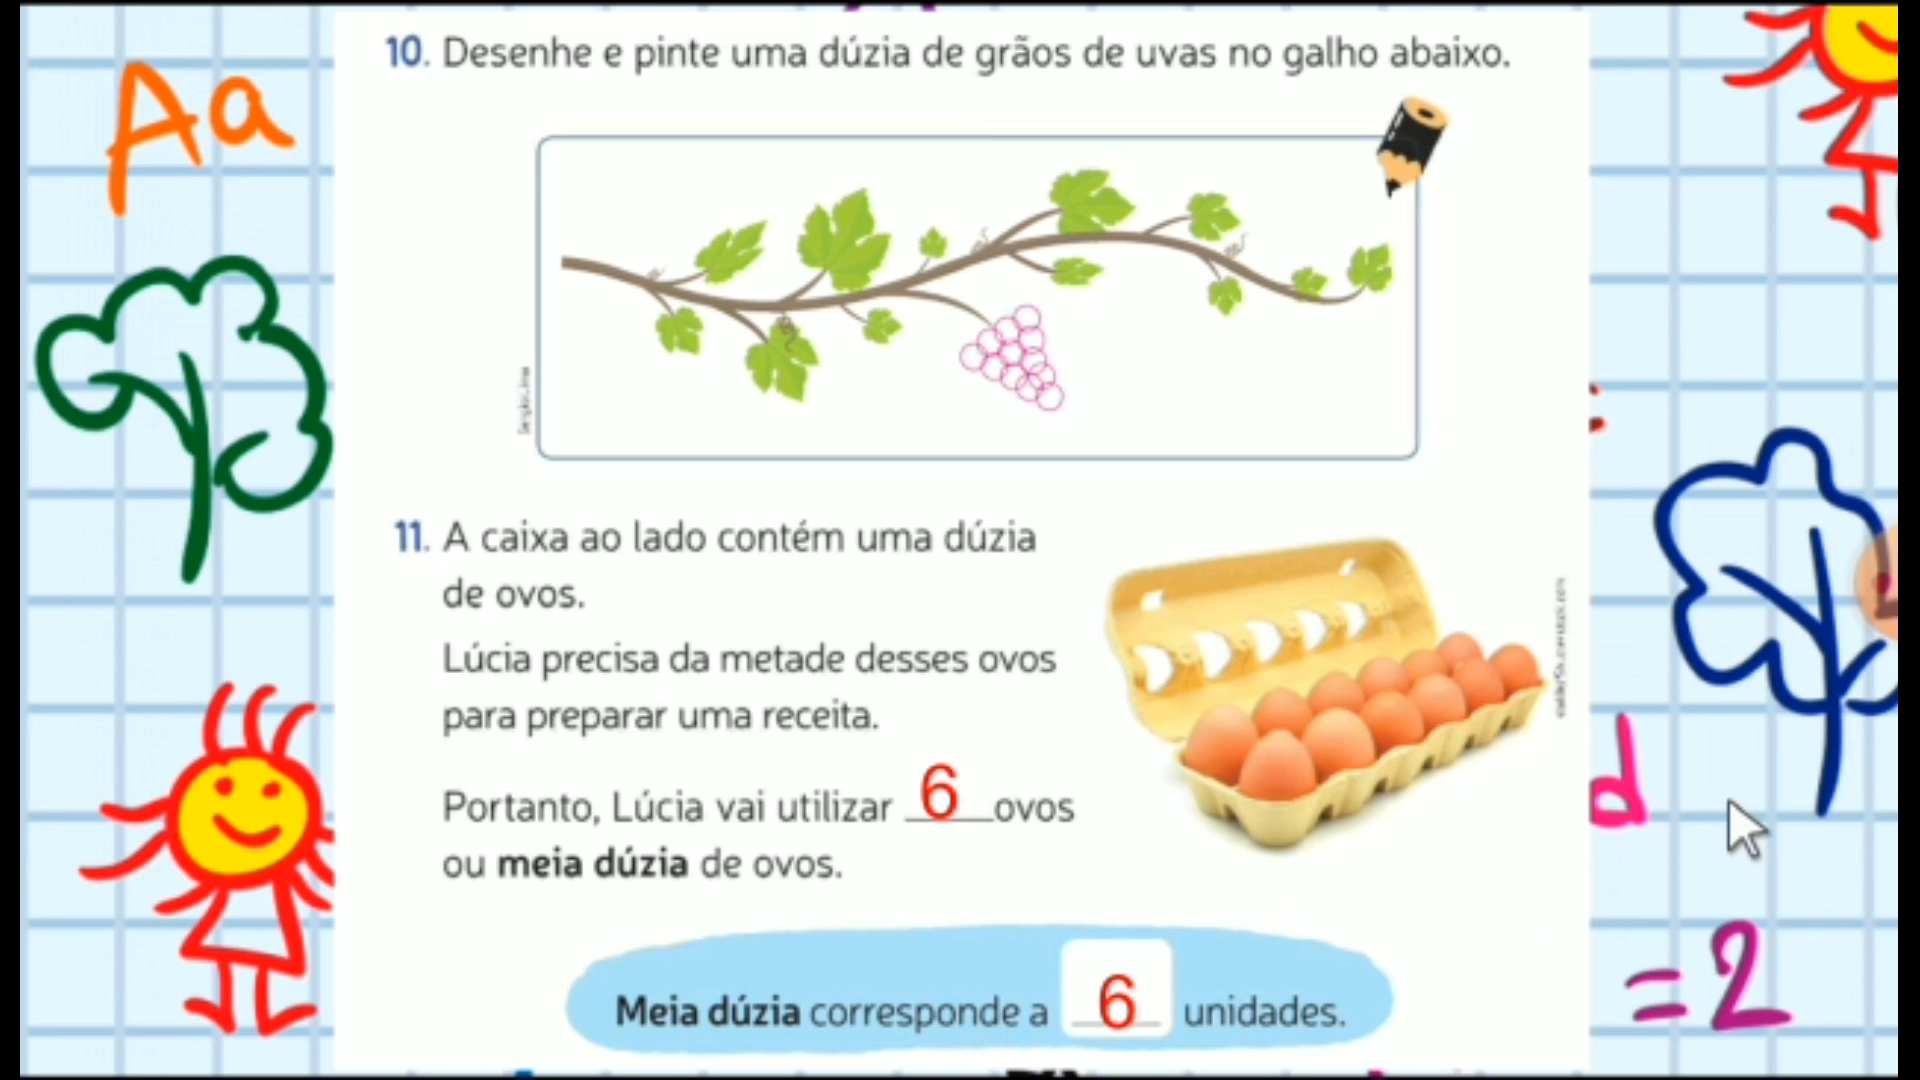 10. Desenhe e pinte uma dúzia de grãos de uvas no galho abaixo.
Aa
11. A caixa ao lado contém uma dúzia
de ovos.
Lúcia precisa da metade desses ovos
para preparar uma receita.
Portanto, Lúcia vai utilizar 6 ovos
ou meia dúzia de ovos.
d
=2
Meia dúzia corresponde a 6 unidades.